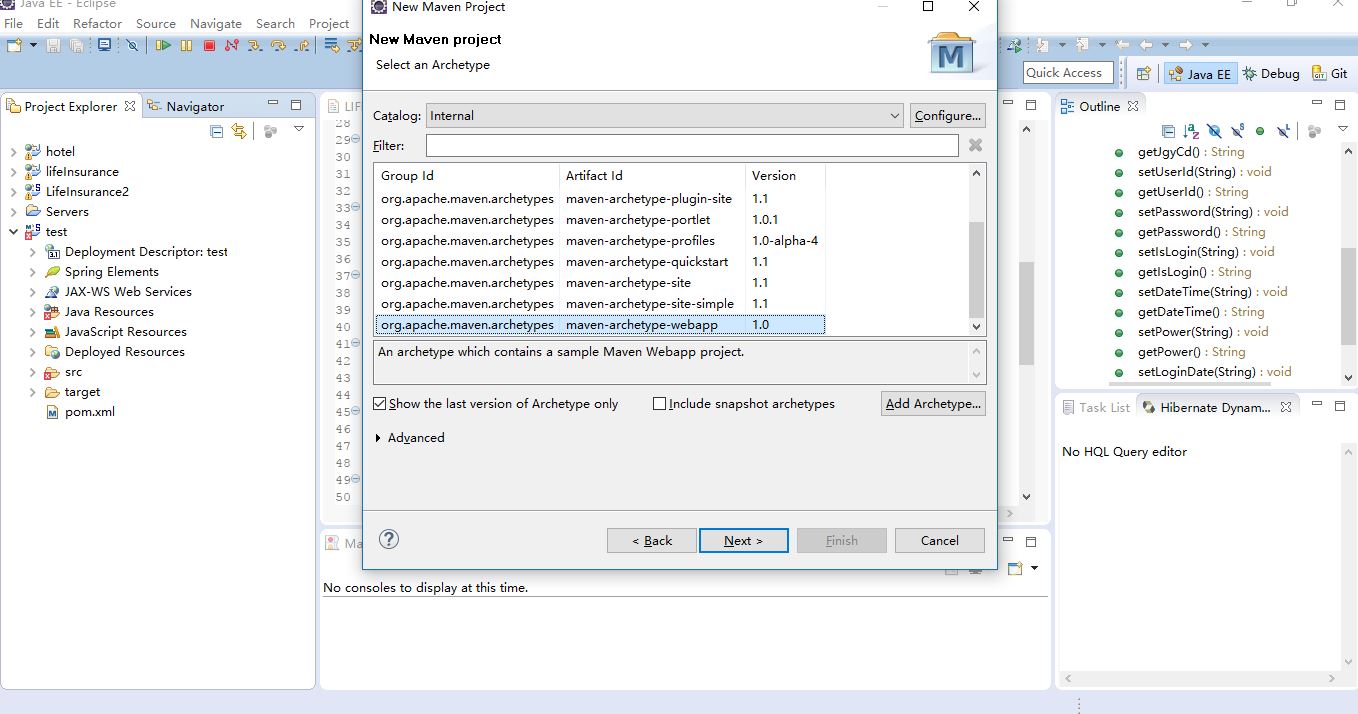 Java EE - Eclipse
File Edit Refactor Source Navigate Search Project
Quick Access
Java EE
Debug
Git
Project Explorer
Navigator
hotel
lifeInsurance
LifeInsurance2
Servers
test
Deployment Descriptor: test
Spring Elements
JAX-WS Web Services
Java Resources
JavaScript Resources
Deployed Resources
src
target
pom.xml
28
29
30
31
32
33
34
35
36
37
38
39
40
41
42
43
44
45
46
47
48
49
50
New Maven Project
New Maven project
Select an Archetype
Catalog: Internal Configure...
Filter:
Group Id Artifact Id Version
org.apache.maven.archetypes maven-archetype-plugin-site 1.1
org.apache.maven.archetypes maven-archetype-portlet 1.0.1
org.apache.maven.archetypes maven-archetype-profiles 1.0-alpha-4
org.apache.maven.archetypes maven-archetype-quickstart 1.1
org.apache.maven.archetypes maven-archetype-site 1.1
org.apache.maven.archetypes maven-archetype-site-simple 1.1
org.apache.maven.archetypes maven-archetype-webapp 1.0
An archetype which contains a sample Maven Webapp project.
Show the last version of Archetype only Include snapshot archetypes Add Archetype...
Advanced
< Back Next > Finish Cancel
No consoles to display at this time.
Outline
getJgyCd() : String
setUserId(String) : void
getUserId() : String
setPassword(String) : void
getPassword() : String
setIsLogin(String) : void
getIsLogin() : String
setDateTime(String) : void
getDateTime() : String
setPower(String) : void
getPower() : String
setLoginDate(String) : void
Task List
Hibernate Dynam...
No HQL Query editor